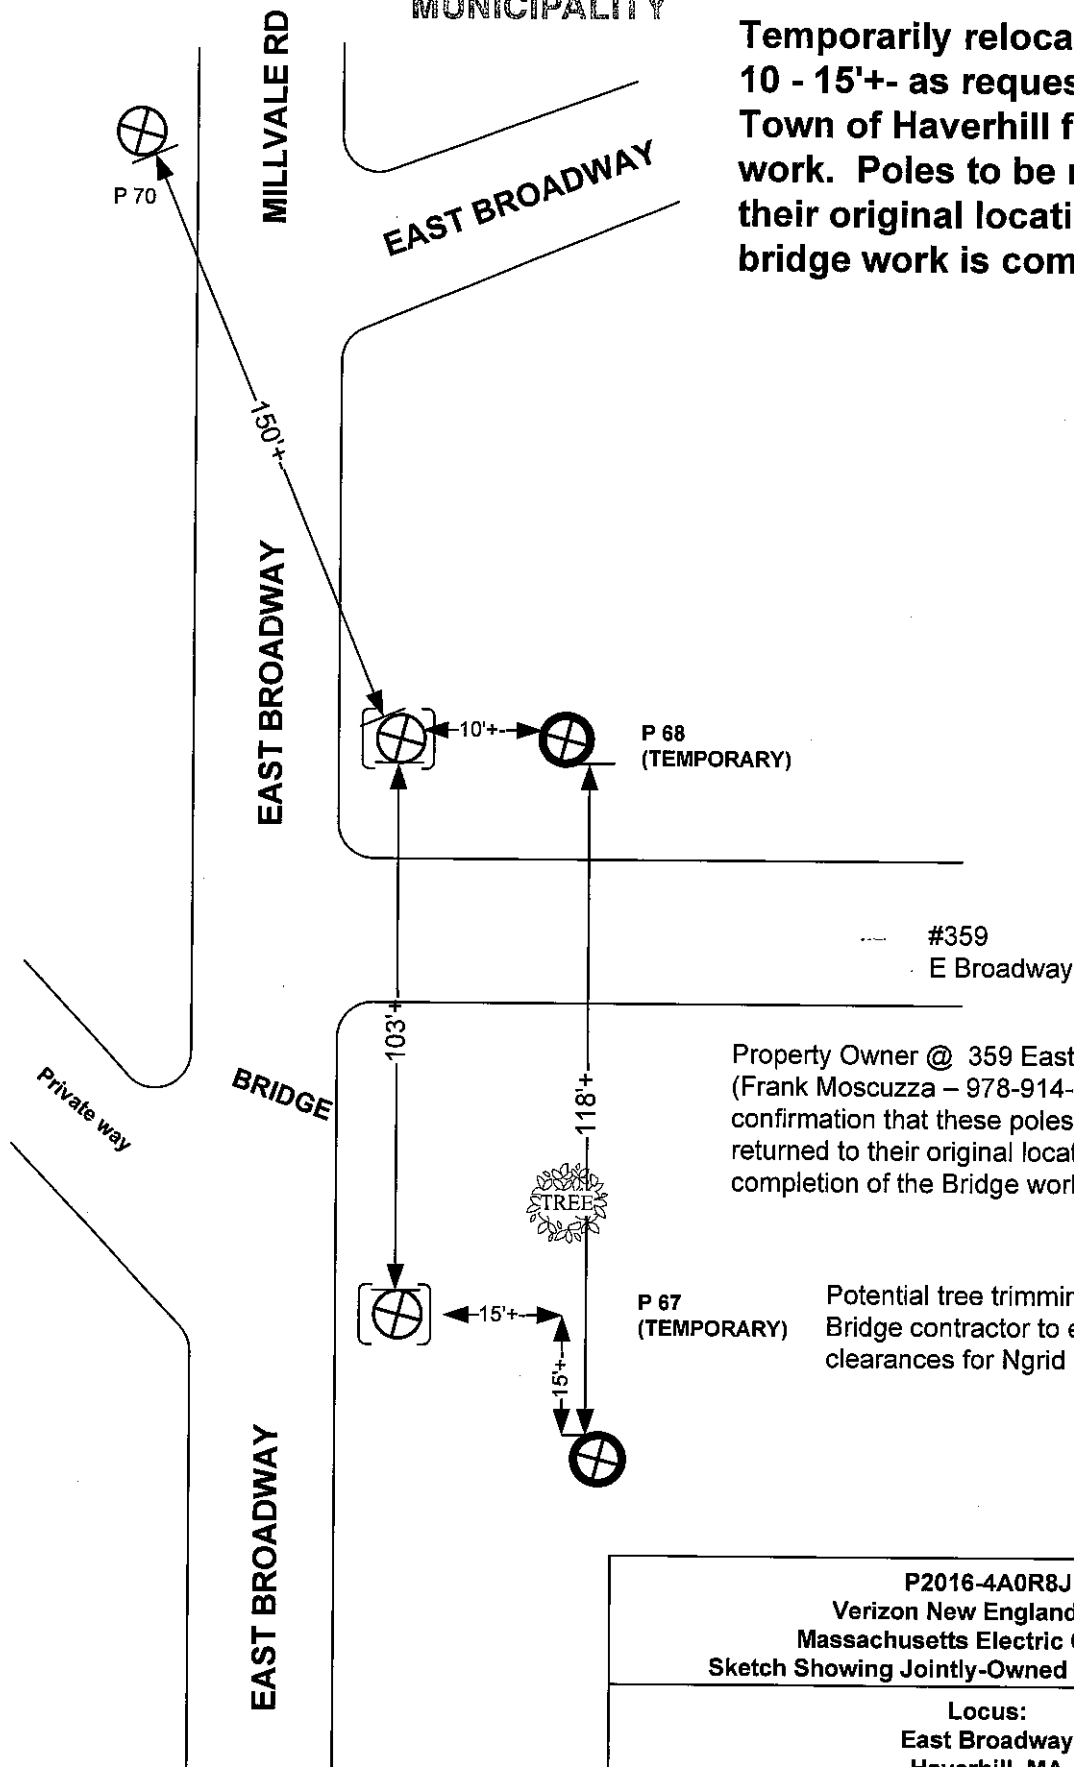 MUNICIPALITY
Temporarily reloca
10 - 15'+- as reques
Town of Haverhill f
work. Poles to be r
their original locati
bridge work is com
MILLVALE RD
P 70
EAST BROADWAY
150'+-
EAST BROADWAY
10'+-
P 68
(TEMPORARY)
#359
E Broadway
103'+
118'+-
Private way
BRIDGE
Property Owner @ 359 East
(Frank Moscuzza – 978-914-
confirmation that these poles
returned to their original locat
completion of the Bridge work
TREE
15'+-
15'+-
P 67
(TEMPORARY)
Potential tree trimmin
Bridge contractor to e
clearances for Ngrid
EAST BROADWAY
P2016-4A0R8J
Verizon New England
Massachusetts Electric
Sketch Showing Jointly-Owned
Locus:
East Broadway
Haverhill, MA